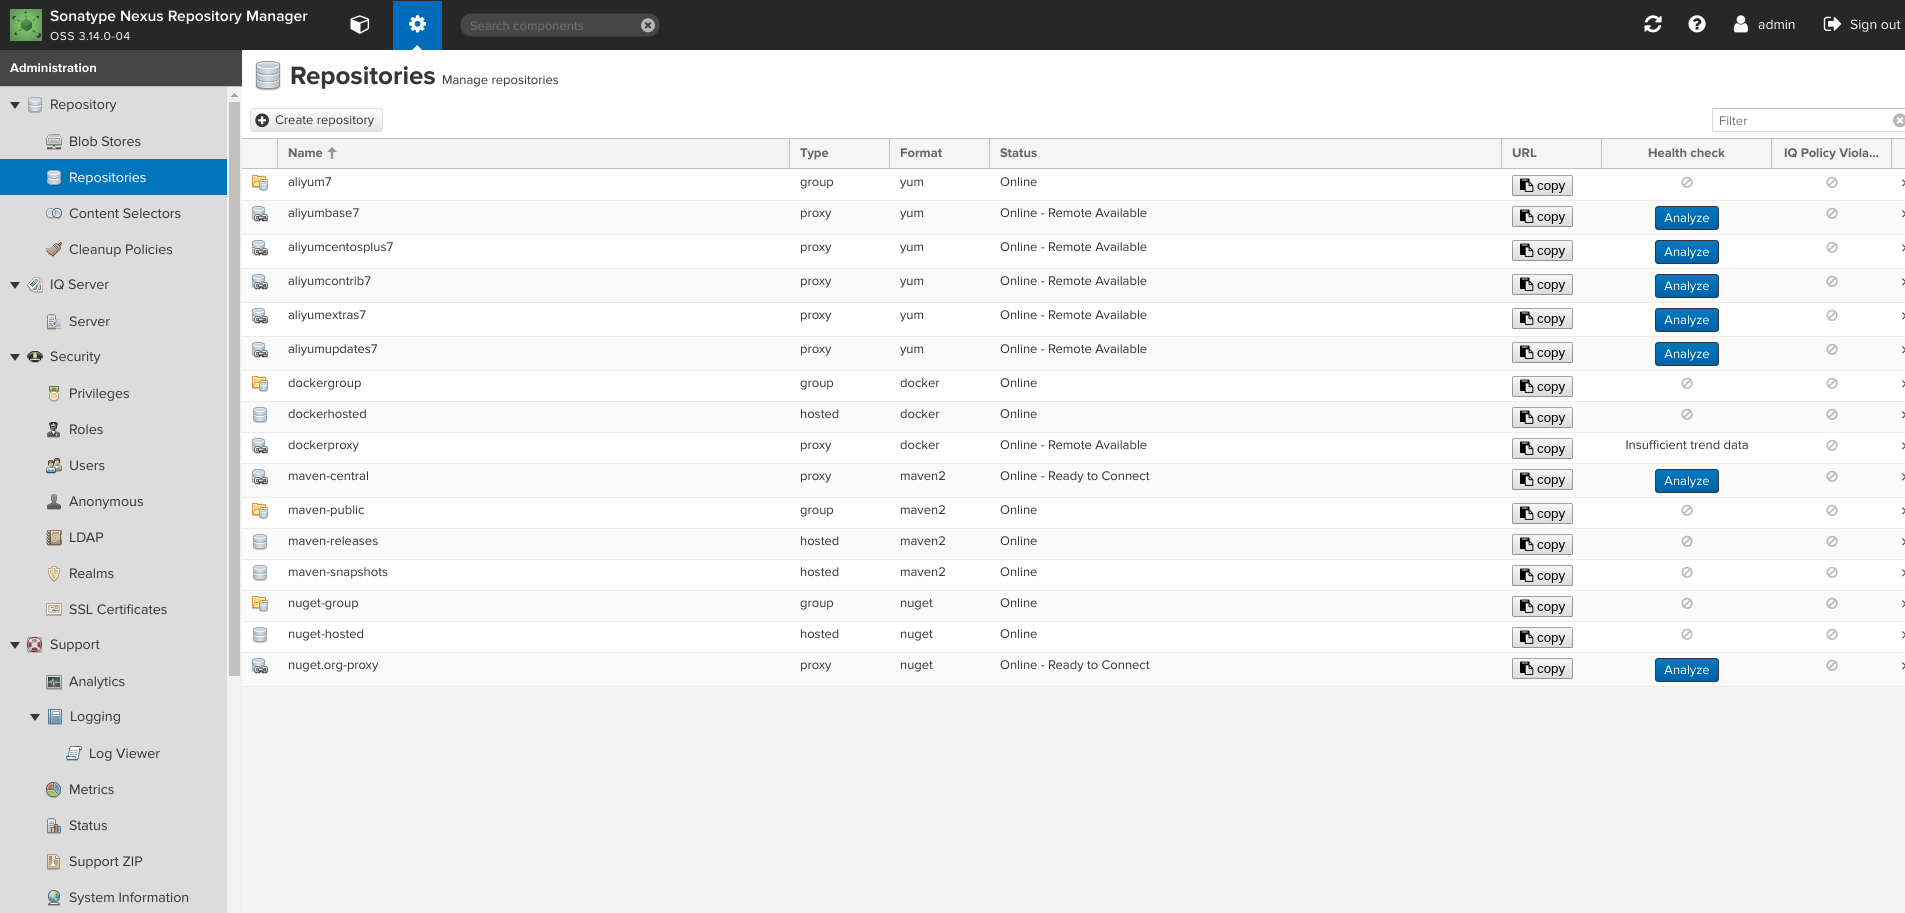 Sonatype Nexus Repository Manager
OSS 3.14.0-04
Search components
admin
Sign out
Administration
Repository
Blob Stores
Repositories
Content Selectors
Cleanup Policies
IQ Server
Server
Security
Privileges
Roles
Users
Anonymous
LDAP
Realms
SSL Certificates
Support
Analytics
Logging
Log Viewer
Metrics
Status
Support ZIP
System Information
Repositories Manage repositories
Create repository
Filter
Name Type Format Status URL Health check IQ Policy Viola...
aliyum7 group yum Online copy
aliyumbase7 proxy yum Online - Remote Available copy Analyze
aliyumcentosplus7 proxy yum Online - Remote Available copy Analyze
aliyumcontrib7 proxy yum Online - Remote Available copy Analyze
aliyumextras7 proxy yum Online - Remote Available copy Analyze
aliyumupdates7 proxy yum Online - Remote Available copy Analyze
dockergroup group docker Online copy
dockerhosted hosted docker Online copy
dockerproxy proxy docker Online - Remote Available copy Insufficient trend data
maven-central proxy maven2 Online - Ready to Connect copy Analyze
maven-public group maven2 Online copy
maven-releases hosted maven2 Online copy
maven-snapshots hosted maven2 Online copy
nuget-group group nuget Online copy
nuget-hosted hosted nuget Online copy
nuget.org-proxy proxy nuget Online - Ready to Connect copy Analyze